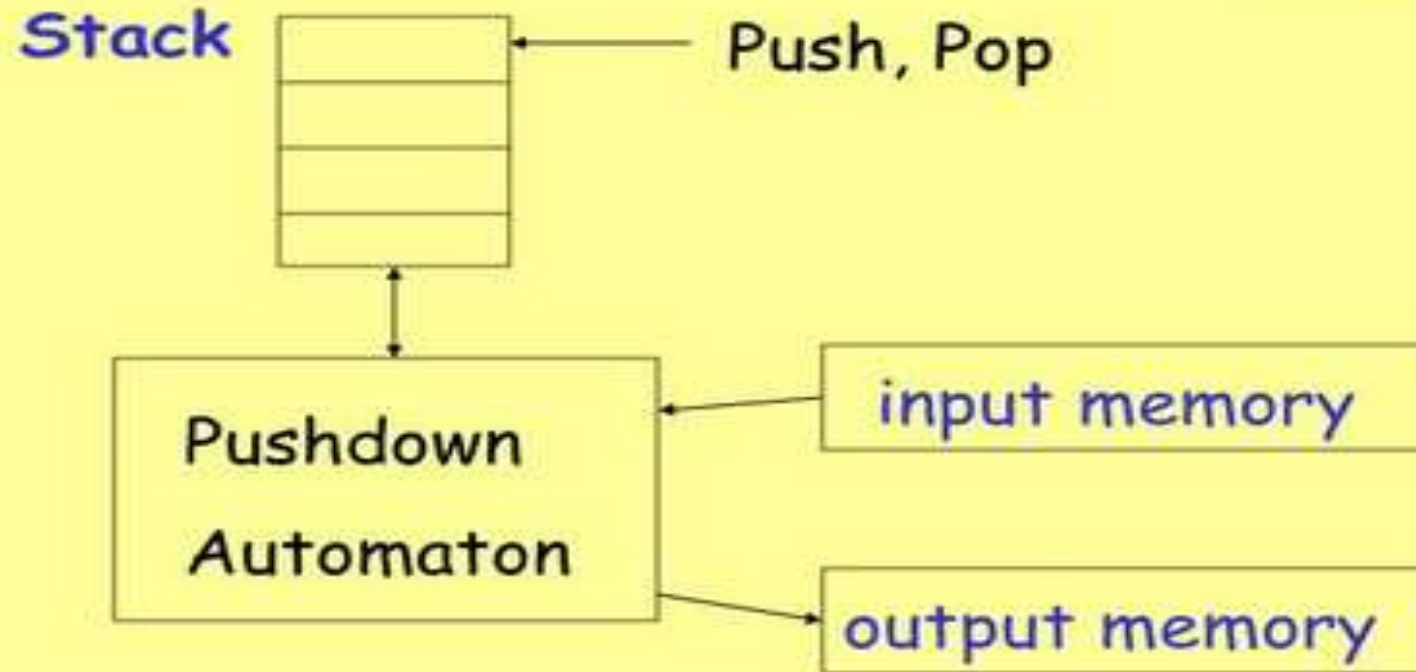 Stack
Push, Pop
Pushdown
Automaton
input memory
output memory